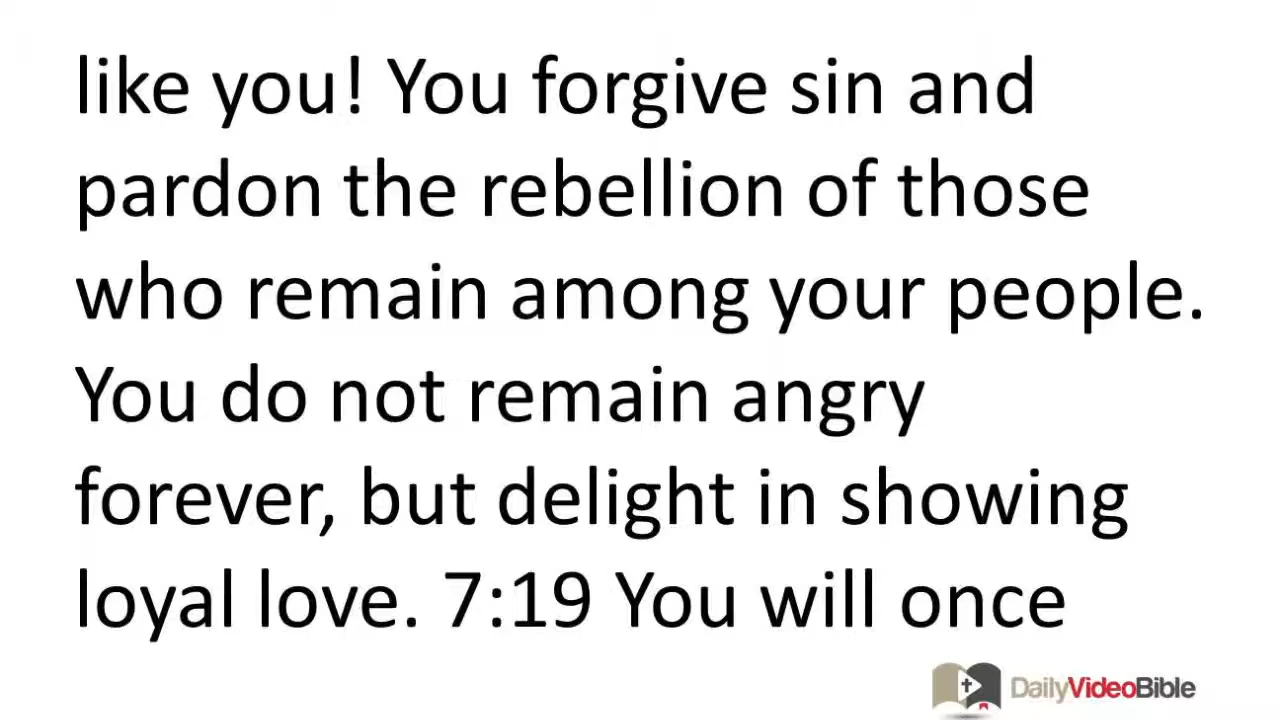 like you! You forgive sin and
pardon the rebellion of those
who remain among your people.
You do not remain angry
forever, but delight in showing
loyal love. 7:19 You will once
DailyVideoBible